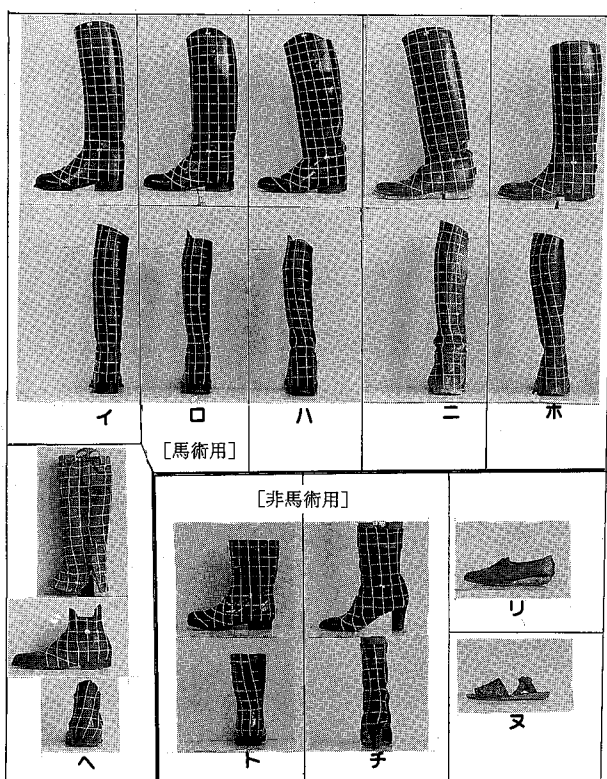 イ ロ ハ ニ ホ
[馬術用]
[非馬術用]
リ
ヌ
ヘ ト チ